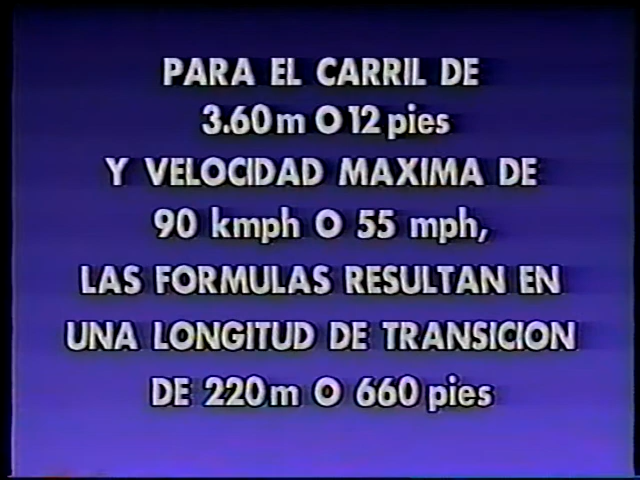 PARA EL CARRIL DE
3.60m O 12 pies
Y VELOCIDAD MAXIMA DE
90 kmph O 55 mph,
LAS FORMULAS RESULTAN EN
UNA LONGITUD DE TRANSICION
DE 220m O 660 pies